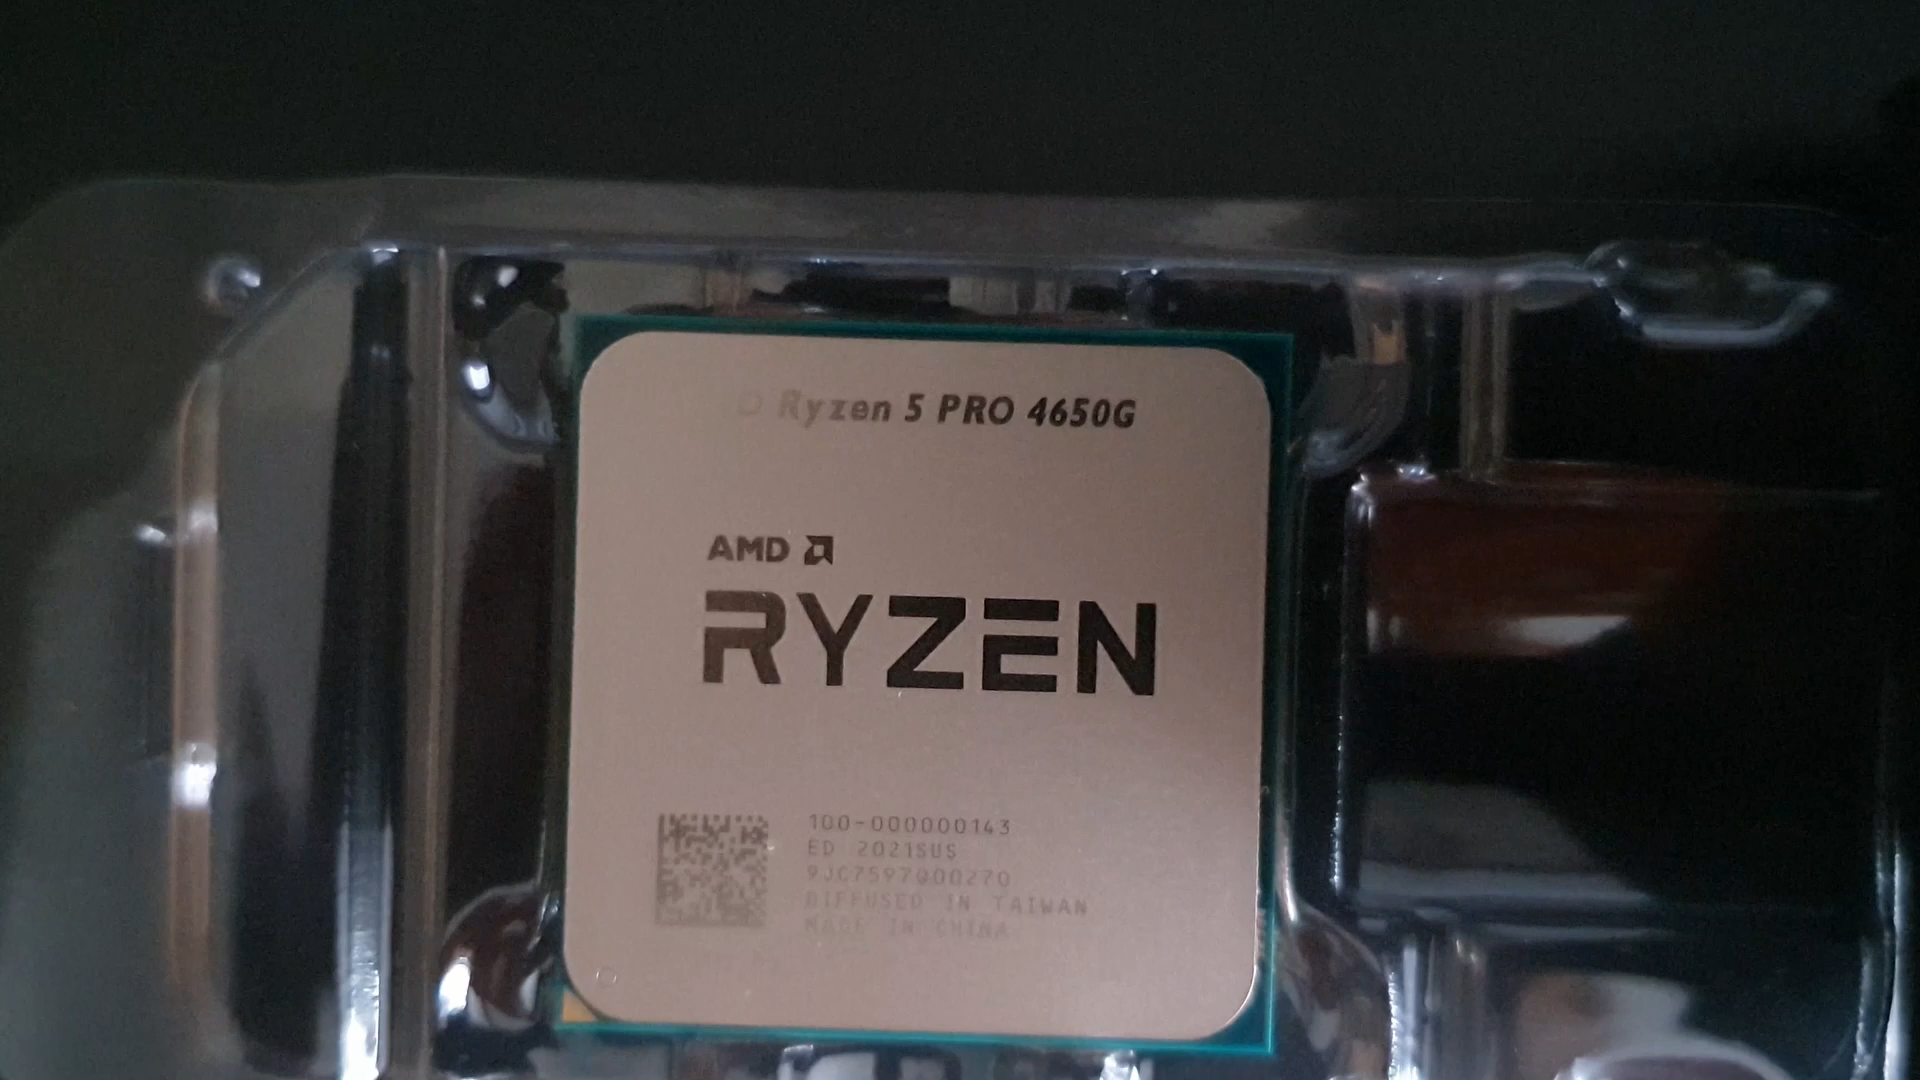 D Ryzen 5 PRO 4650G
AMD
RYZEN
100-000000143
ED 2021SUS
9JC7597Q00270
DIFFUSED IN TAIWAN
MADE IN CHINA